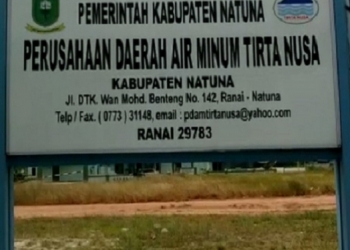 PEMERINTAH KABUPATEN NATUNA
PERUSAHAAN DAERAH AIR MINUM TIRTA NUSA
KABUPATEN NATUNA
Jl. DTK. Wan Mohd. Benteng No. 142, Ranai - Natuna
Telp / Fax. ( 0773 ) 31148, email : pdamtirtanusa@yahoo.com
RANAI 29783